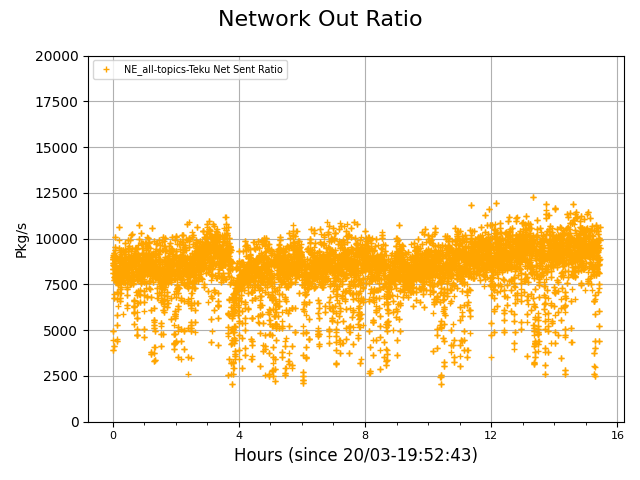 Network Out Ratio
20000
17500
15000
12500
10000
7500
5000
2500
0
Pkg/s
NE_all-topics-Teku Net Sent Ratio
0 4 8 12 16
Hours (since 20/03-19:52:43)